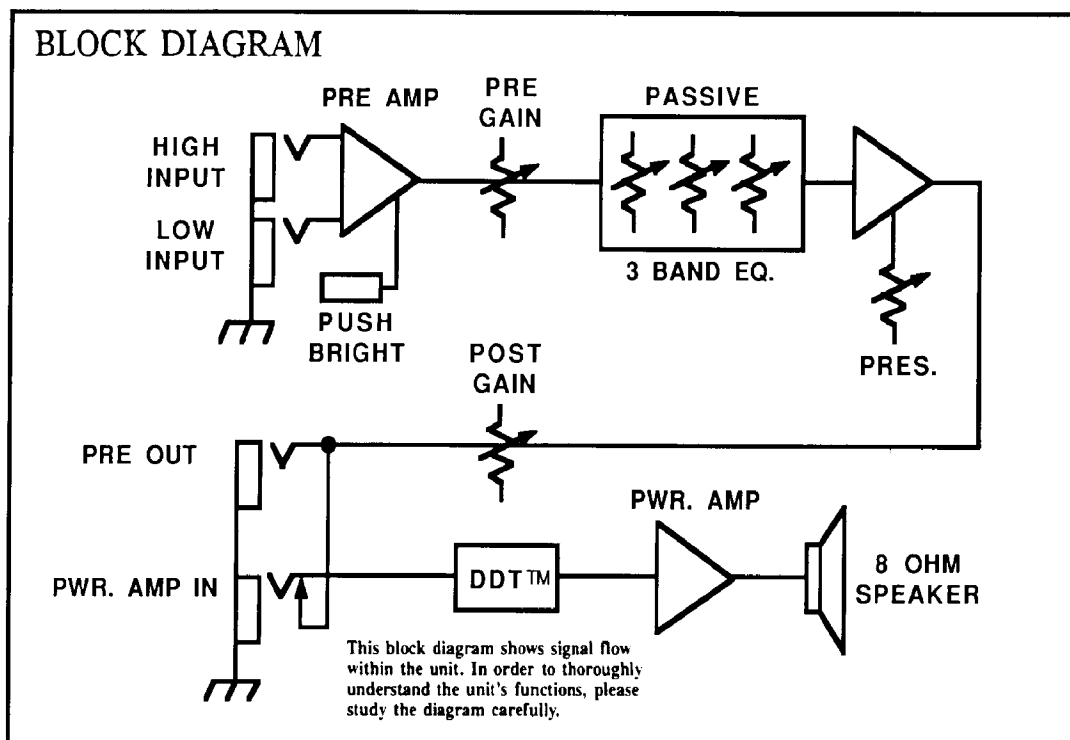 BLOCK DIAGRAM
PRE AMP
PRE
GAIN
PASSIVE
HIGH
INPUT
LOW
INPUT
3 BAND EQ.
PUSH
BRIGHT
POST
GAIN
PRES.
PRE OUT
PWR. AMP
PWR. AMP IN
DDT™
8 OHM
SPEAKER
This block diagram shows signal flow
within the unit. In order to thoroughly
understand the unit's functions, please
study the diagram carefully.